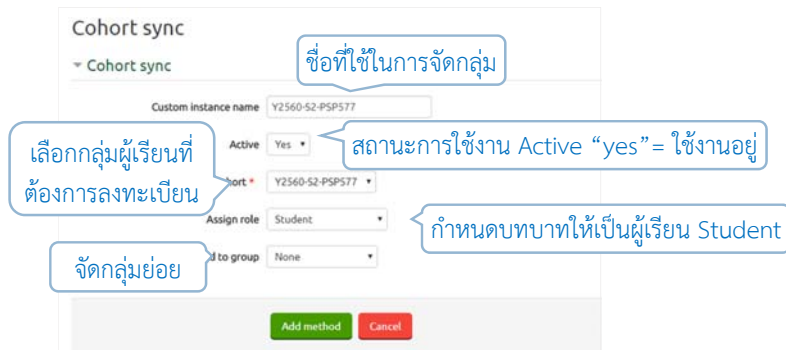 Cohort sync
Cohort sync
ชื่อที่ใช้ในการจัดกลุ่ม
Custom instance name Y2560-S2-PSP577
Active Yes
สถานะการใช้งาน Active “yes”= ใช้งานอยู่
เลือกกลุ่มผู้เรียนที่
ต้องการลงทะเบียน
hort * Y2560-S2-PSP577
Assign role Student
กำหนดบทบาทให้เป็นผู้เรียน Student
จัดกลุ่มย่อย
d to group None
Add method Cancel